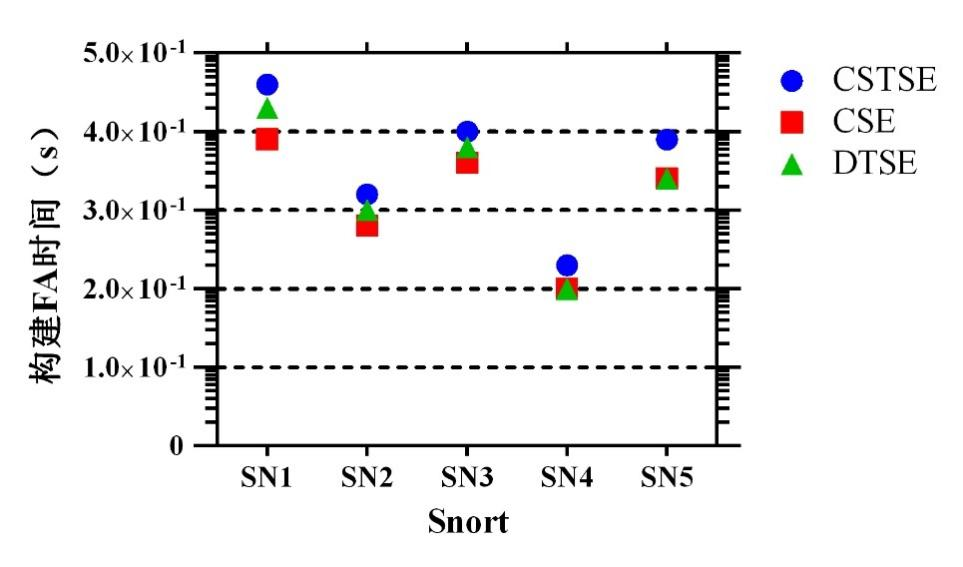 5.0×10⁻¹
4.0×10⁻¹
3.0×10⁻¹
2.0×10⁻¹
1.0×10⁻¹
0
构建FA时间（s）
SN1 SN2 SN3 SN4 SN5
Snort
CSTSE
CSE
DTSE